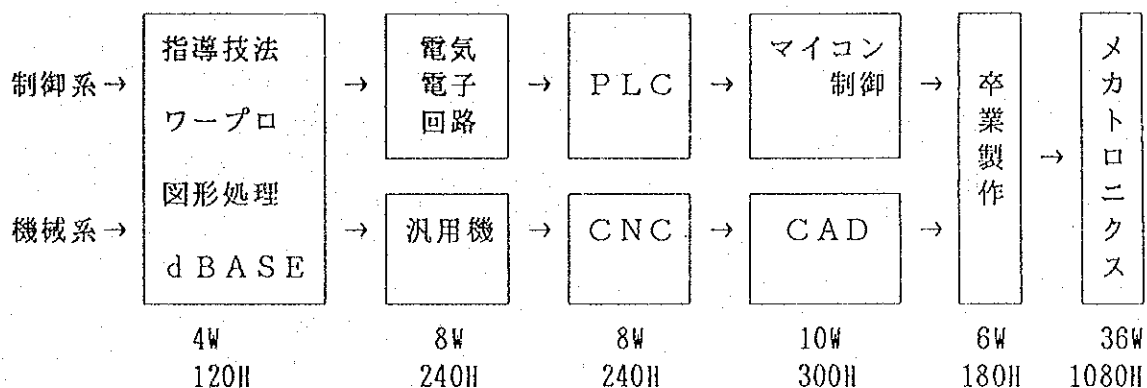 制御系→
機械系→
指導技法
ワープロ
図形処理
dBASE
→
→
電気
電子
回路
汎用機
→
→
PLC
CNC
→
→
マイコン
制御
CAD
→
→
卒業製作
→
メカトロニクス
4W 8W 8W 10W 6W 36W
120H 240H 240H 300H 180H 1080H